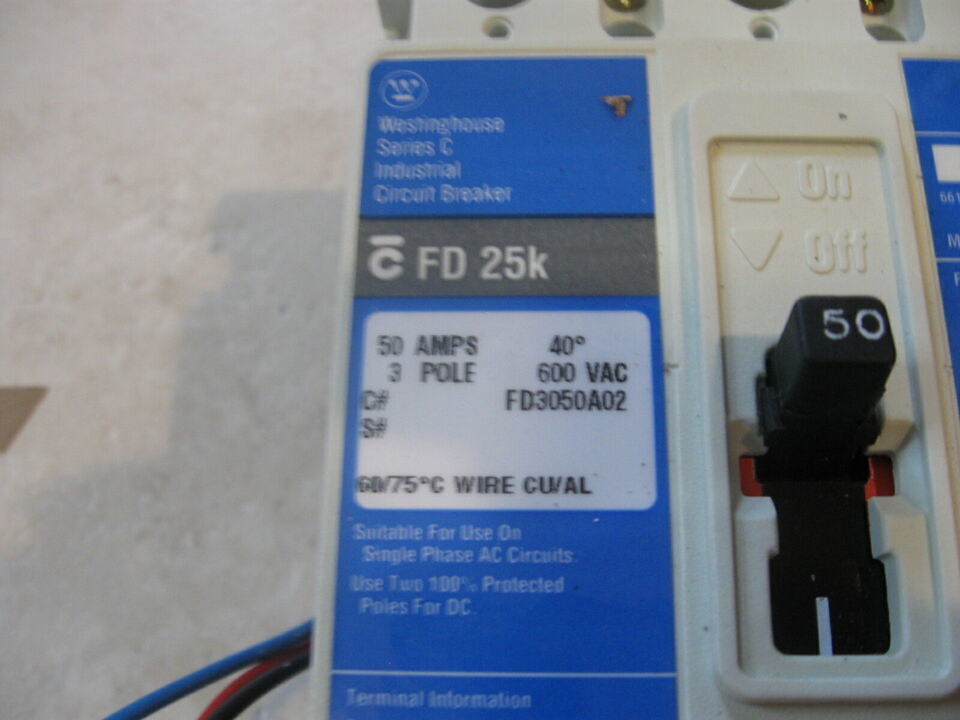 Westinghouse
Series C
Industrial
Circuit Breaker
C FD 25k
50 AMPS 40°
3 POLE 600 VAC
C# FD3050A02
S#
60/75°C WIRE CU/AL
Suitable For Use On
Single Phase AC Circuits.
Use Two 100% Protected
Poles For DC.
Terminal Information
On
Off
50
661
M